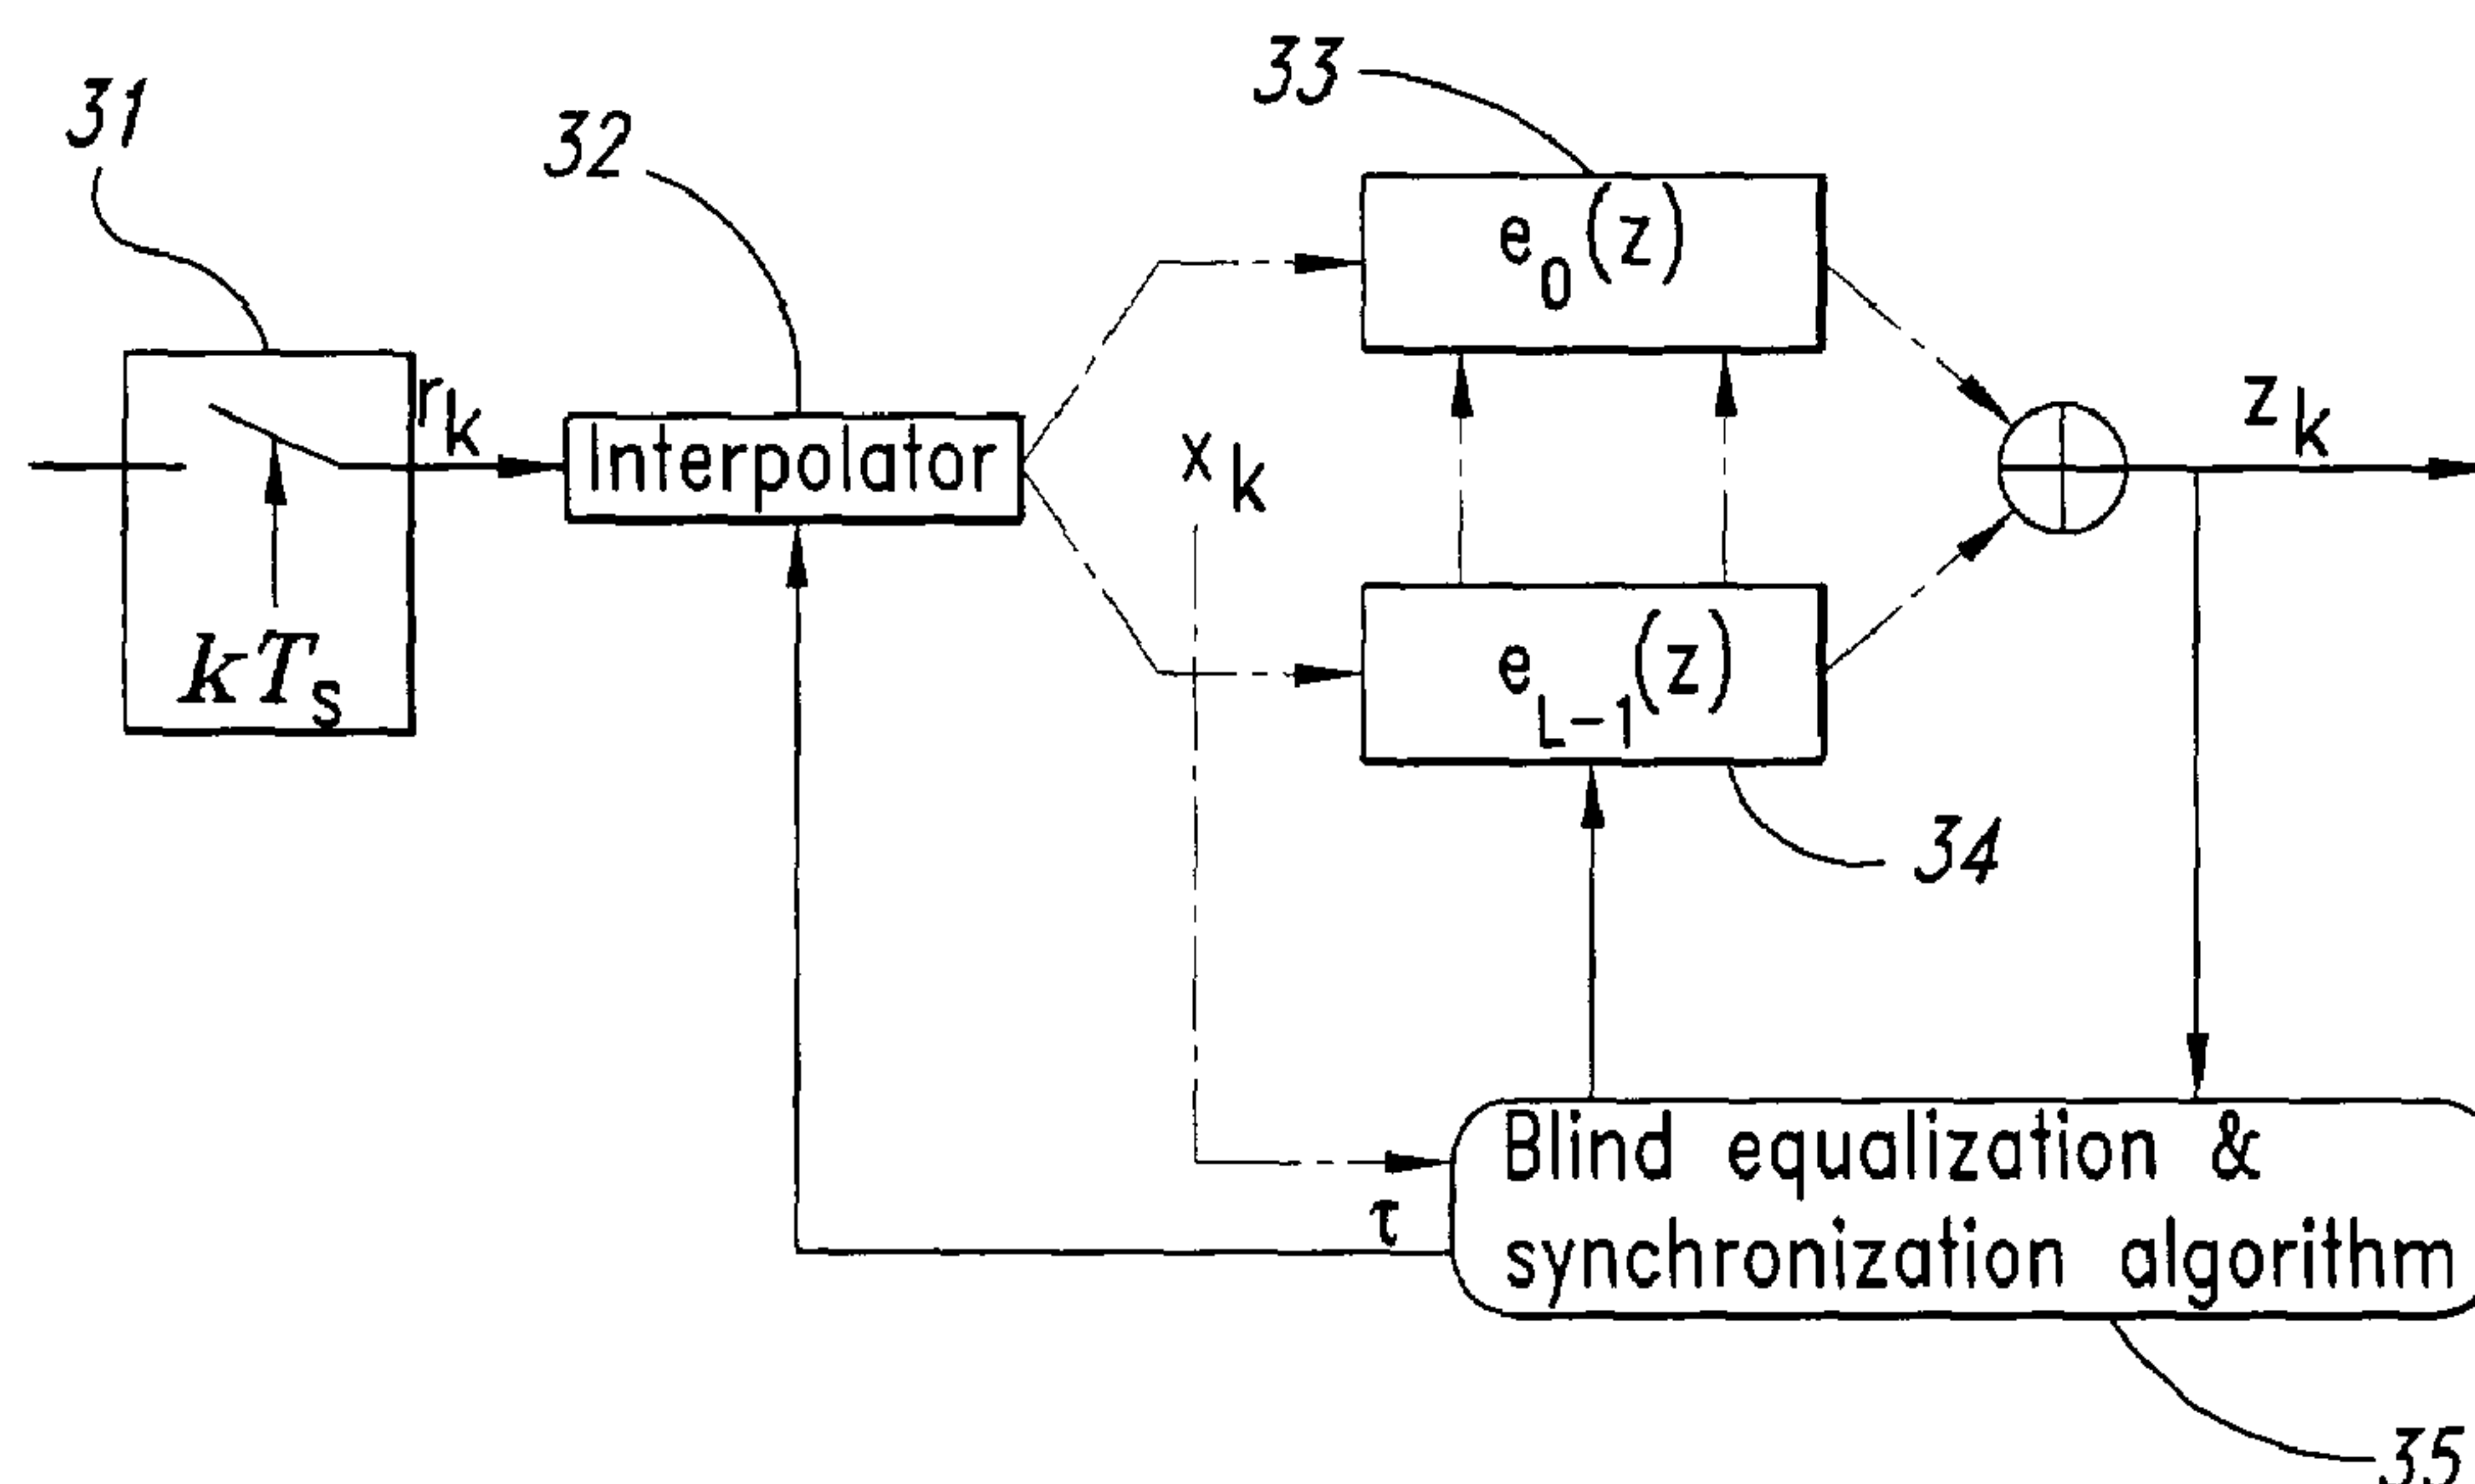 33
31
32
e0(z)
rk
zk
Interpolator
xk
kTs
eL-1(z)
34
Blind equalization &
τ
synchronization algorithm
35